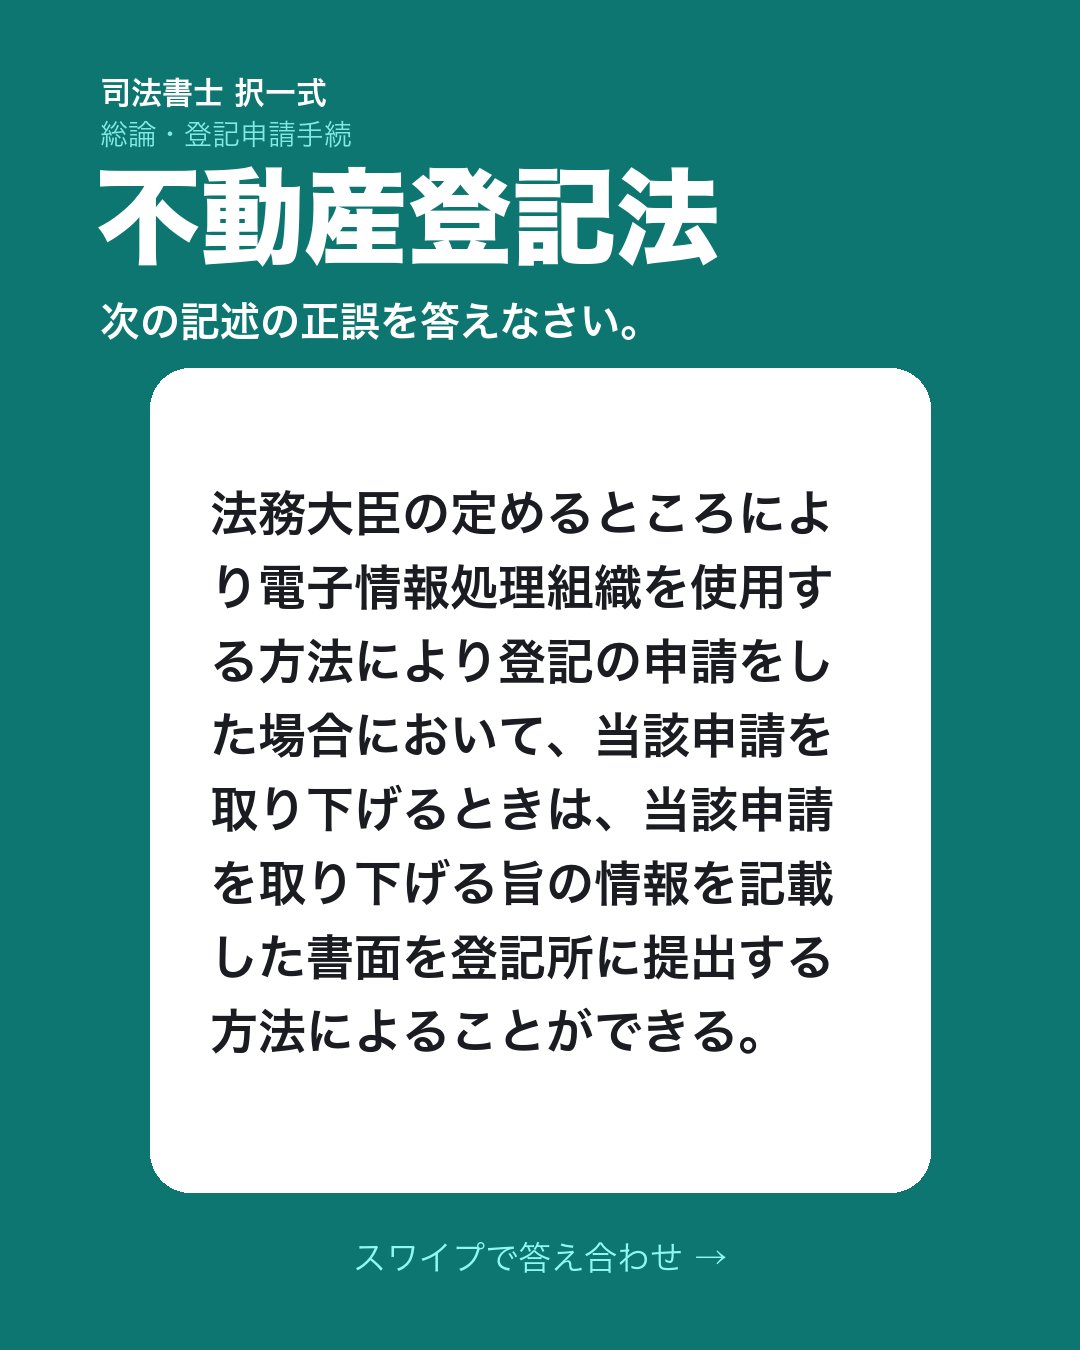 司法書士 択一式
総論・登記申請手続
不動産登記法
次の記述の正誤を答えなさい。
法務大臣の定めるところによ
り電子情報処理組織を使用す
る方法により登記の申請をし
た場合において、当該申請を
取り下げるときは、当該申請
を取り下げる旨の情報を記載
した書面を登記所に提出する
方法によることができる。
スワイプで答え合わせ →